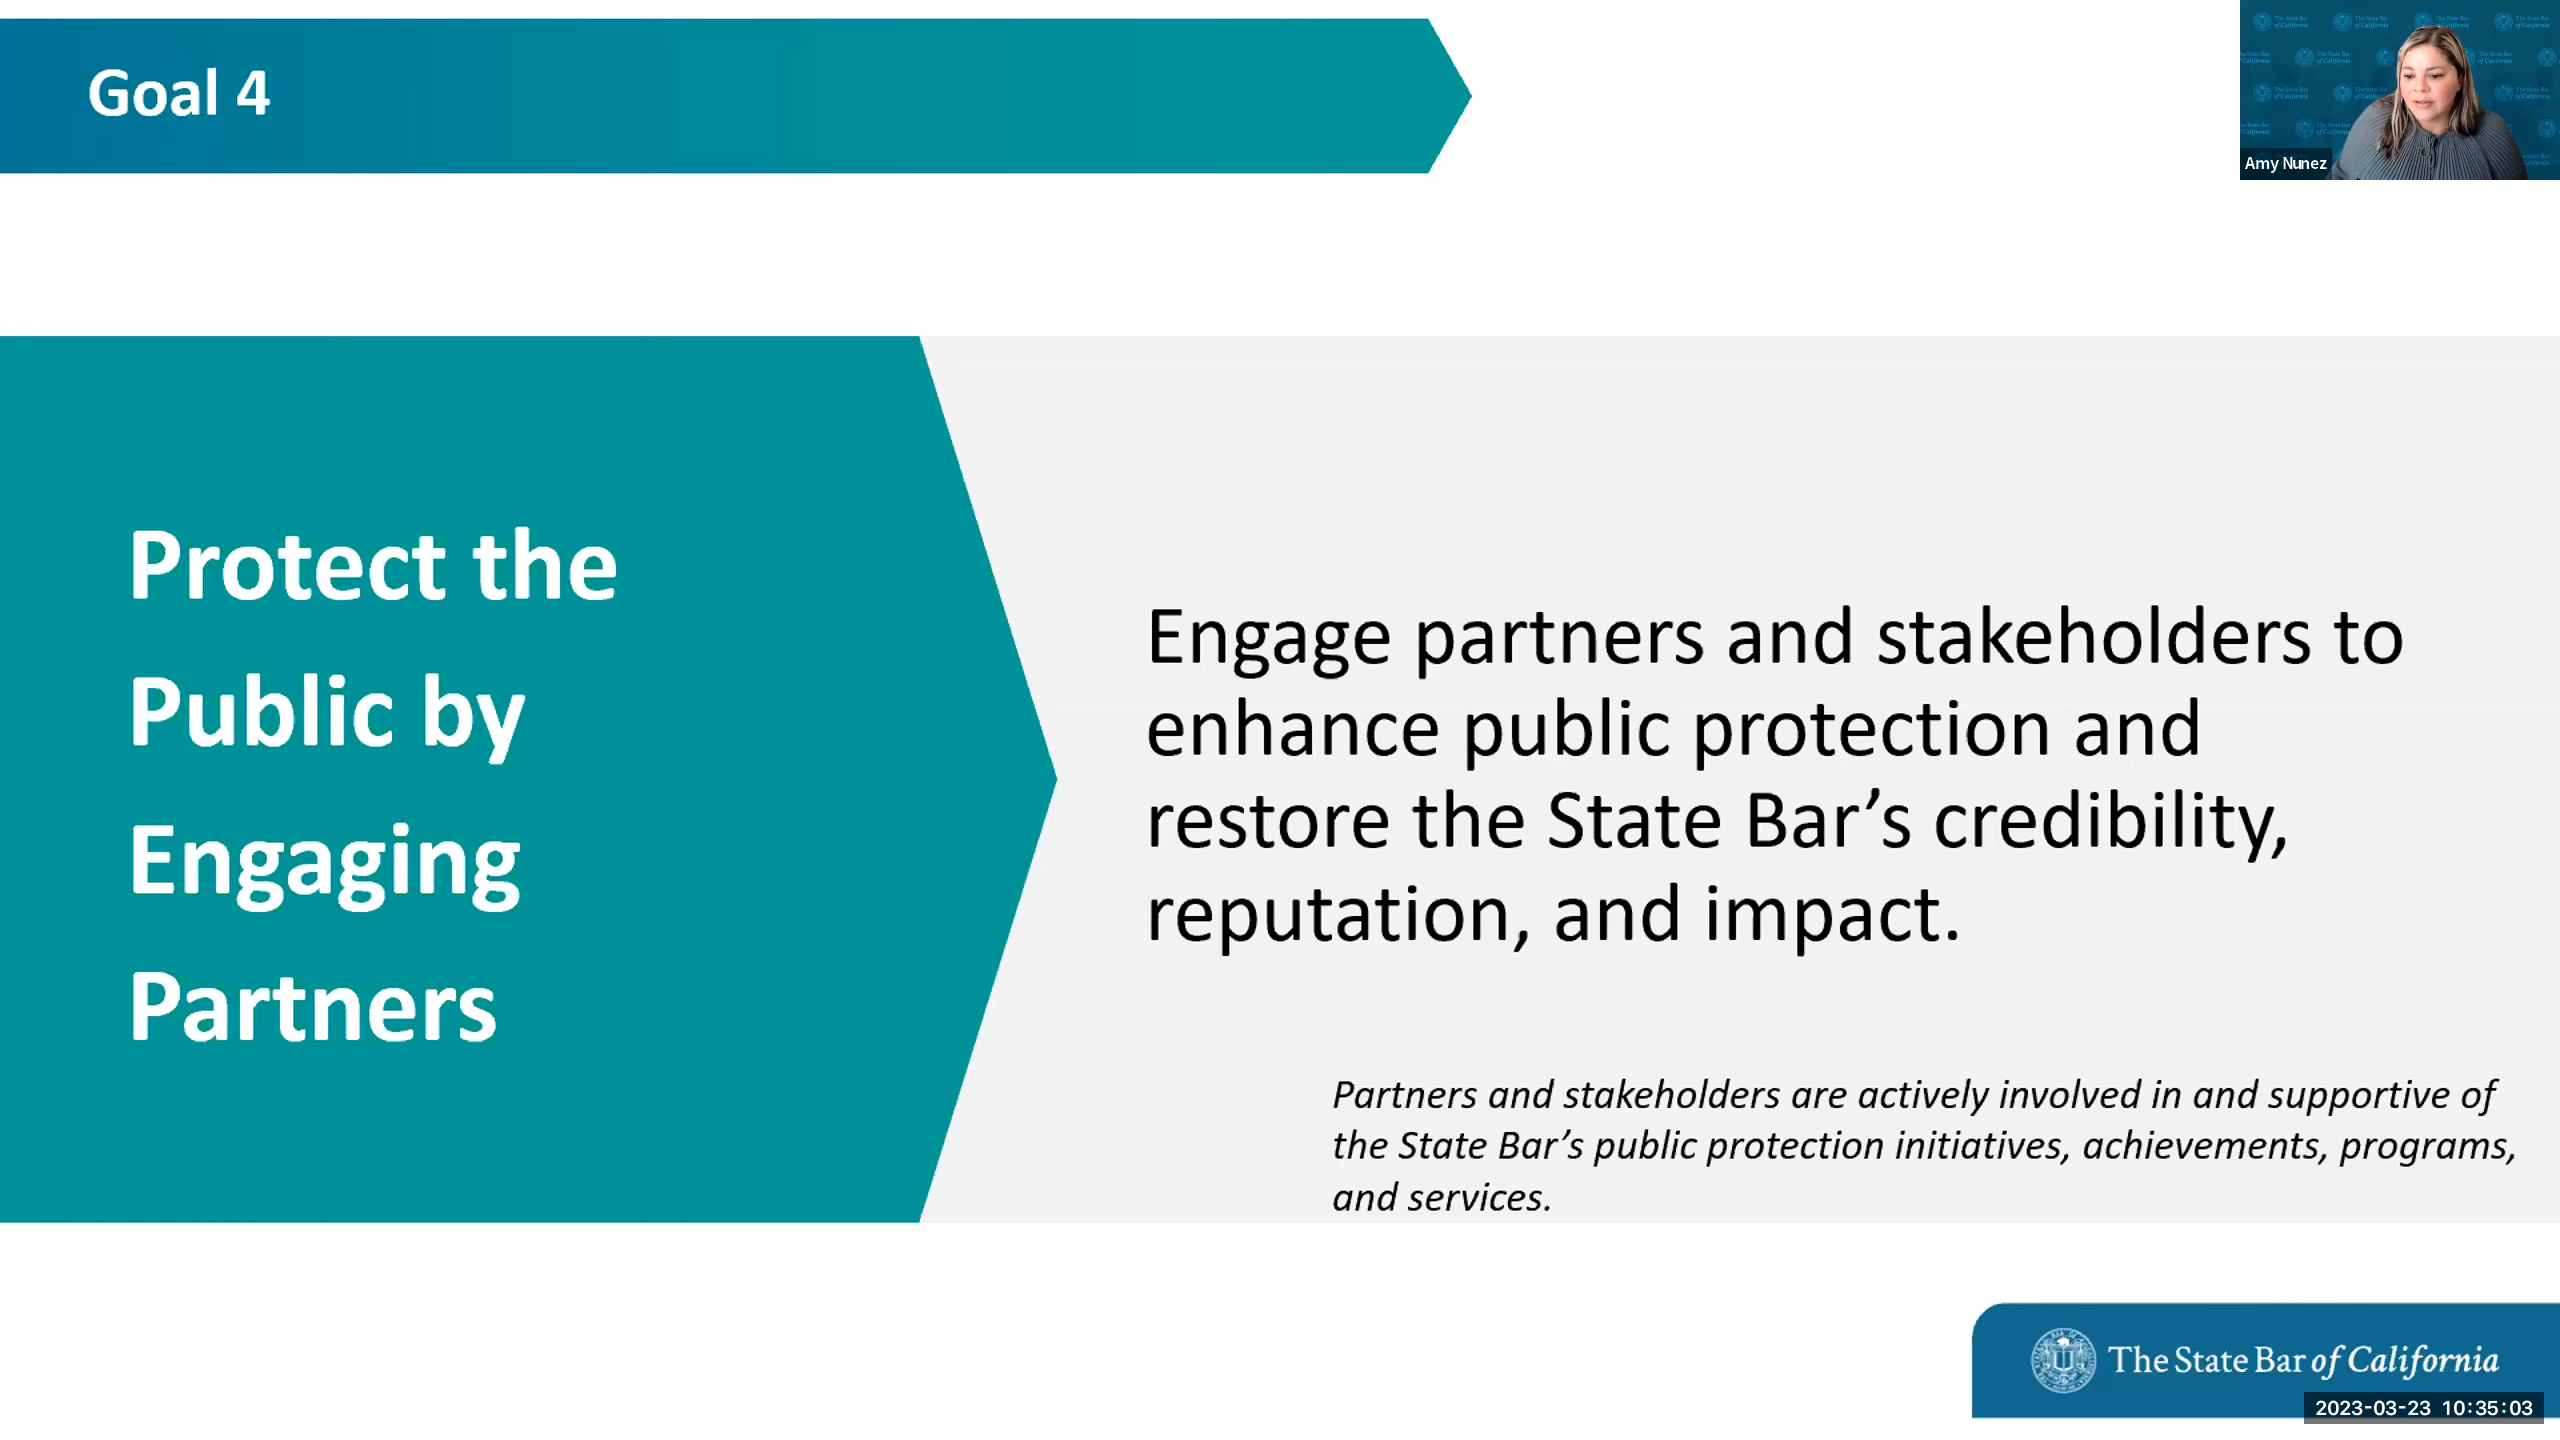 Goal 4
Amy Nunez
Protect the
Public by
Engaging
Partners
Engage partners and stakeholders to
enhance public protection and
restore the State Bar’s credibility,
reputation, and impact.
Partners and stakeholders are actively involved in and supportive of
the State Bar’s public protection initiatives, achievements, programs,
and services.
The State Bar of California
2023-03-23 10:35:03